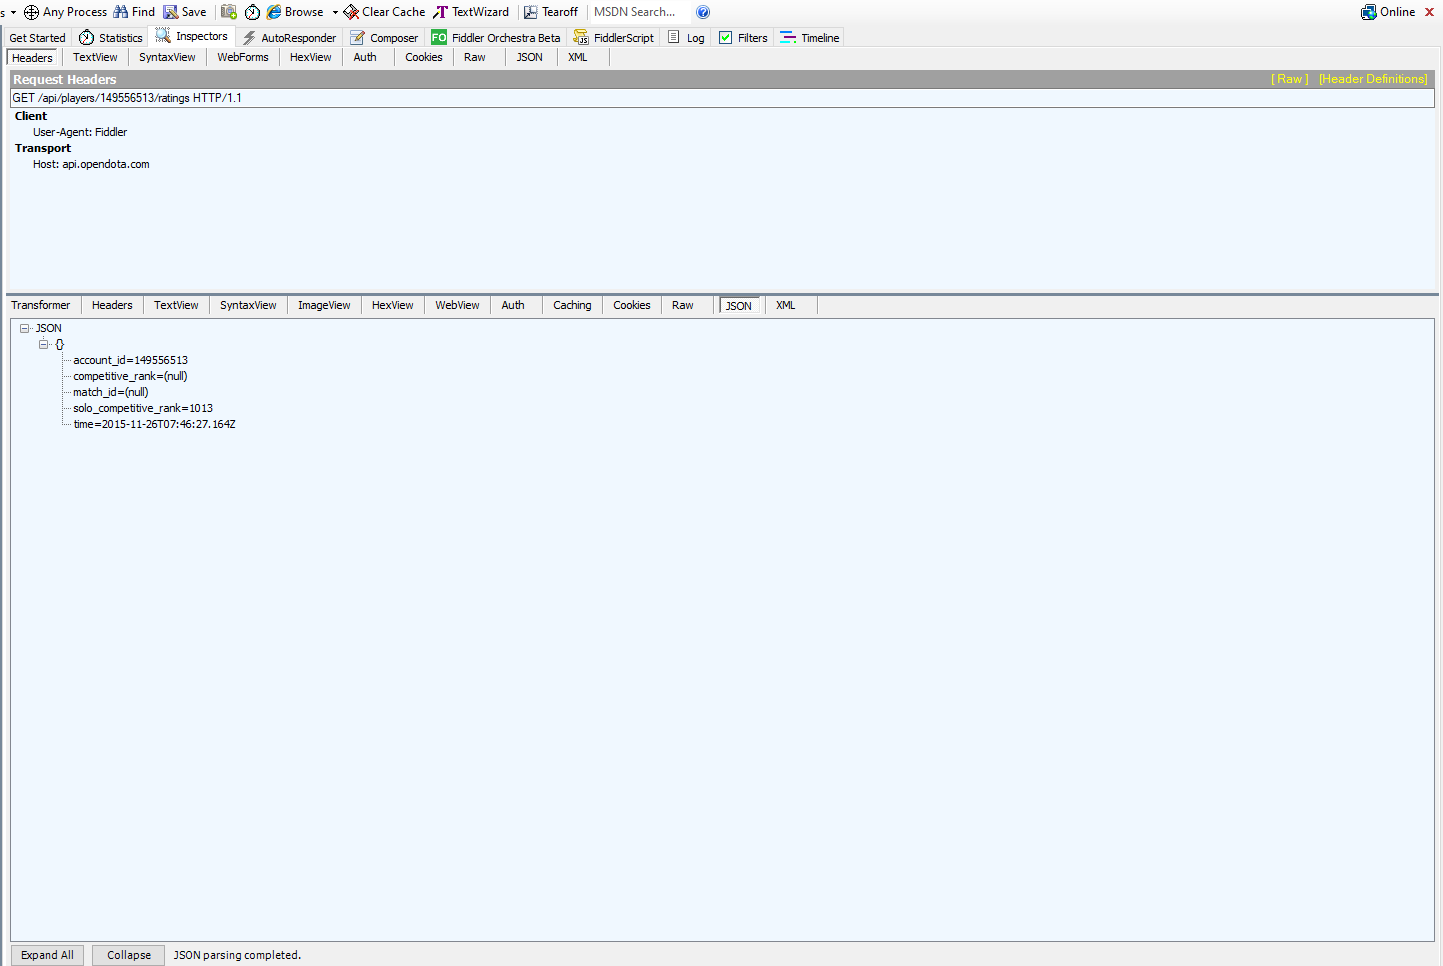 s Any Process Find Save Browse Clear Cache TextWizard Tearoff MSDN Search... ? Online X
Get Started Statistics Inspectors AutoResponder Composer FO Fiddler Orchestra Beta JS FiddlerScript Log Filters Timeline
Headers TextView SyntaxView WebForms HexView Auth Cookies Raw JSON XML
Request Headers [ Raw ] [Header Definitions]
GET /api/players/149556513/ratings HTTP/1.1
Client
User-Agent: Fiddler
Transport
Host: api.opendota.com
Transformer Headers TextView SyntaxView ImageView HexView WebView Auth Caching Cookies Raw JSON XML
JSON
{}
account_id=149556513
competitive_rank=(null)
match_id=(null)
solo_competitive_rank=1013
time=2015-11-26T07:46:27.164Z
Expand All Collapse JSON parsing completed.